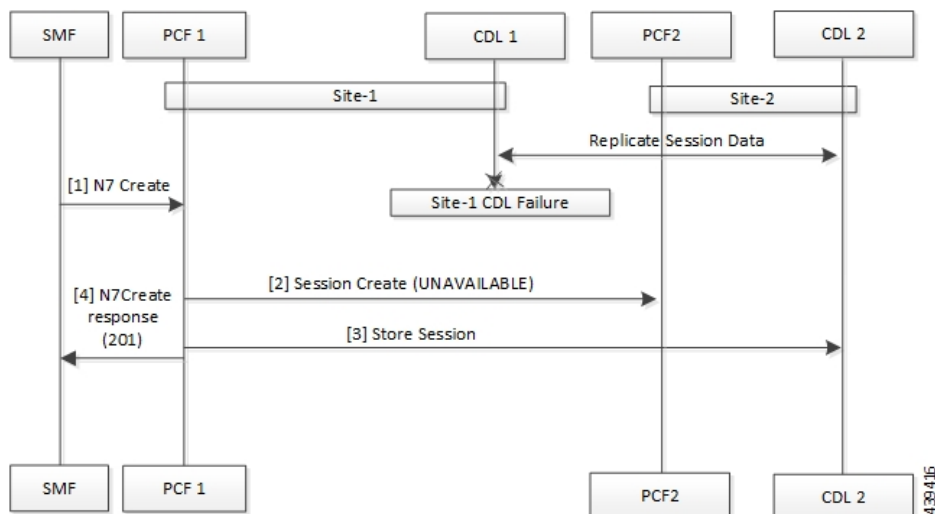 SMF
PCF 1
CDL 1
PCF2
CDL 2
Site-1
Site-2
Replicate Session Data
[1] N7 Create
Site-1 CDL Failure
[2] Session Create (UNAVAILABLE)
[4] N7Create
response
(201)
[3] Store Session
SMF
PCF 1
PCF2
CDL 2
439416